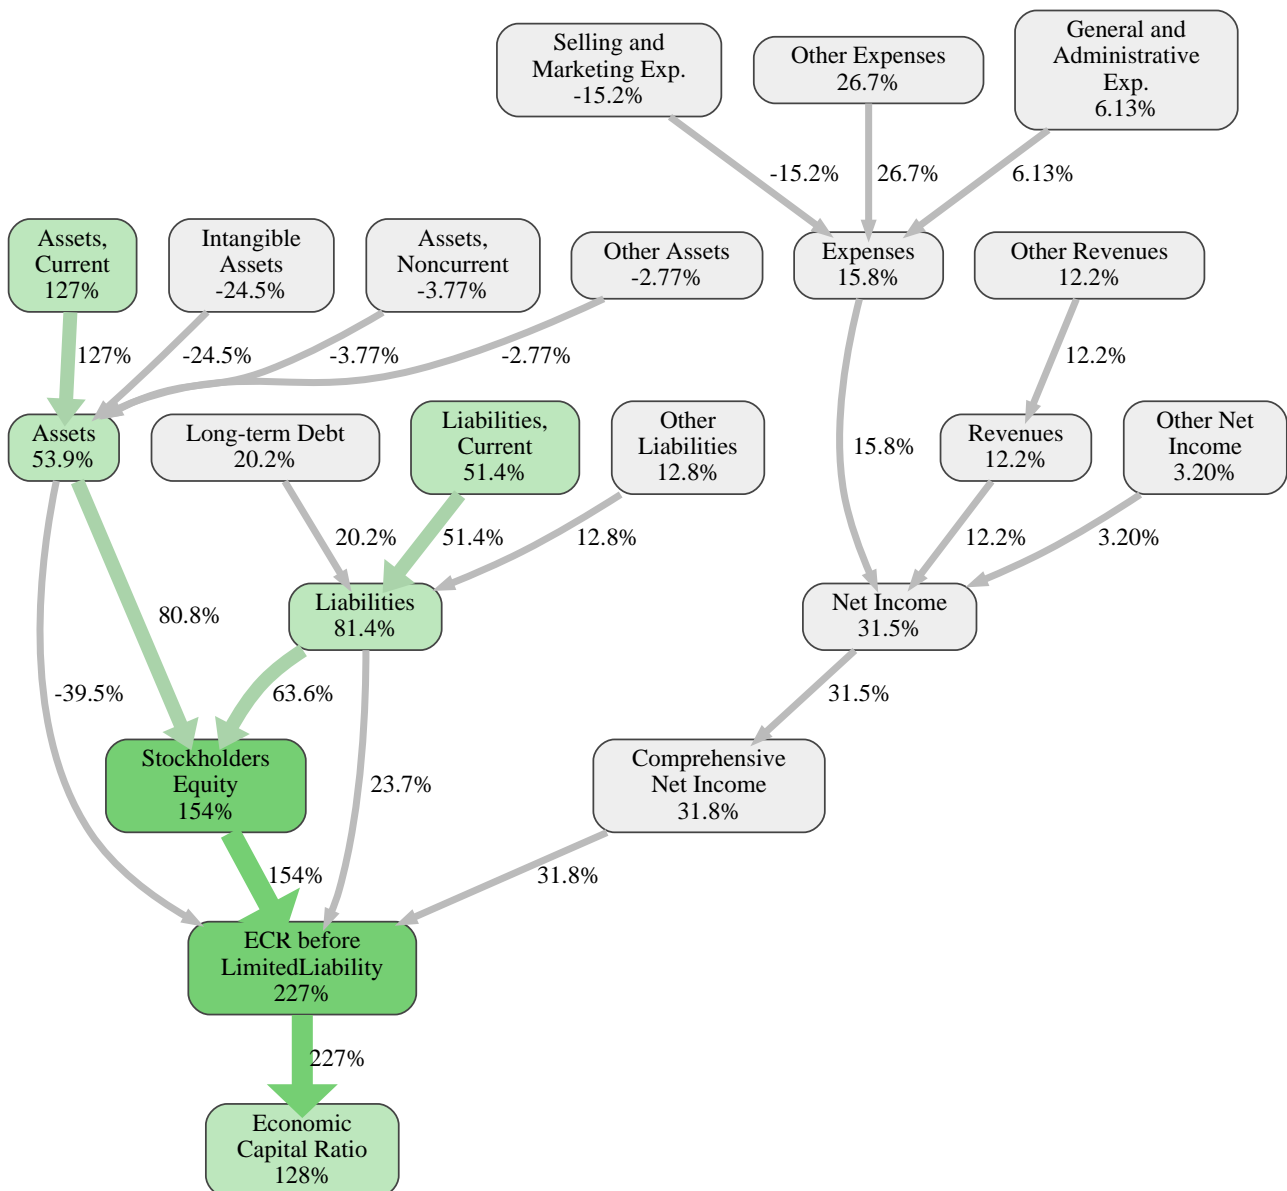 Selling and
Marketing Exp.
-15.2%
Other Expenses
26.7%
General and
Administrative
Exp.
6.13%
-15.2%
26.7%
6.13%
Assets,
Current
127%
Intangible
Assets
-24.5%
Assets,
Noncurrent
-3.77%
Other Assets
-2.77%
Expenses
15.8%
Other Revenues
12.2%
127%
-24.5%
-3.77%
-2.77%
12.2%
Assets
53.9%
Long-term Debt
20.2%
Liabilities,
Current
51.4%
Other
Liabilities
12.8%
15.8%
Revenues
12.2%
Other Net
Income
3.20%
20.2%
51.4%
12.8%
12.2%
3.20%
Liabilities
81.4%
Net Income
31.5%
80.8%
-39.5%
63.6%
31.5%
Stockholders
Equity
154%
23.7%
Comprehensive
Net Income
31.8%
154%
31.8%
ECR before
LimitedLiability
227%
227%
Economic
Capital Ratio
128%